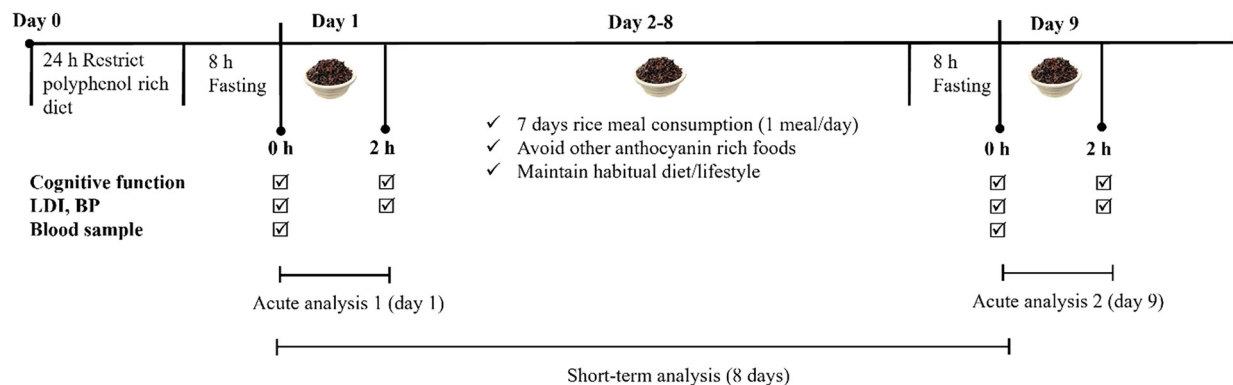 Day 0
Day 1
Day 2-8
Day 9
24 h Restrict
polyphenol rich
diet
8 h
Fasting
8 h
Fasting
✓ 7 days rice meal consumption (1 meal/day)
✓ Avoid other anthocyanin rich foods
✓ Maintain habitual diet/lifestyle
0 h
2 h
0 h
2 h
Cognitive function ☑ ☑ ☑ ☑
LDI, BP ☑ ☑ ☑ ☑
Blood sample ☑ ☑
Acute analysis 1 (day 1)
Acute analysis 2 (day 9)
Short-term analysis (8 days)